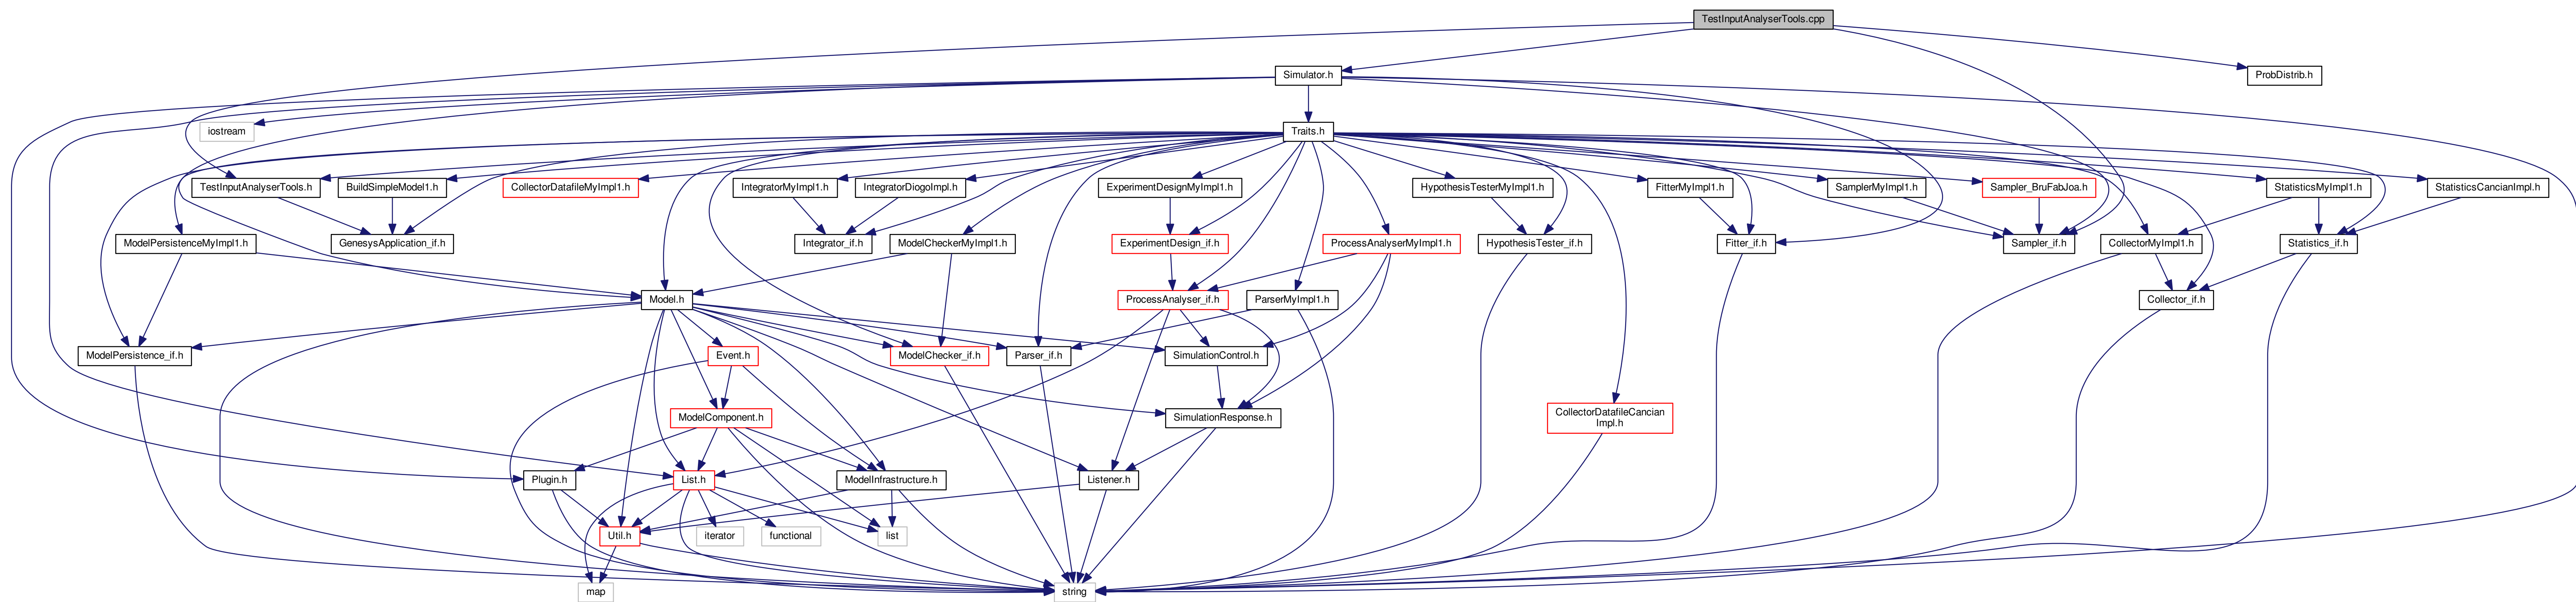 TestInputAnalyserTools.cpp
Simulator.h
ProbDistrib.h
iostream
Traits.h
TestInputAnalyserTools.h
BuildSimpleModel1.h
CollectorDatafileMyImpl1.h
IntegratorMyImpl1.h
IntegratorDiogoImpl.h
ExperimentDesignMyImpl1.h
HypothesisTesterMyImpl1.h
FitterMyImpl1.h
SamplerMyImpl1.h
Sampler_BruFabJoa.h
StatisticsMyImpl1.h
StatisticsCancianImpl.h
ModelPersistenceMyImpl1.h
GenesysApplication_if.h
Integrator_if.h
ModelCheckerMyImpl1.h
ExperimentDesign_if.h
ProcessAnalyserMyImpl1.h
HypothesisTester_if.h
Fitter_if.h
Sampler_if.h
CollectorMyImpl1.h
Statistics_if.h
Model.h
ProcessAnalyser_if.h
ParserMyImpl1.h
Collector_if.h
ModelPersistence_if.h
Event.h
ModelChecker_if.h
Parser_if.h
SimulationControl.h
ModelComponent.h
SimulationResponse.h
CollectorDatafileCancian
Impl.h
Plugin.h
List.h
ModelInfrastructure.h
Listener.h
Util.h
iterator
functional
list
map
string